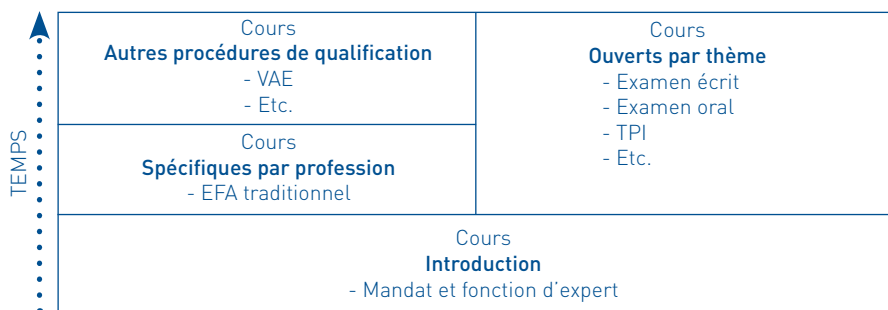 TEMPS
Cours
Autres procédures de qualification
- VAE
- Etc.
Cours
Ouverts par thème
- Examen écrit
- Examen oral
- TPI
- Etc.
Cours
Spécifiques par profession
- EFA traditionnel
Cours
Introduction
- Mandat et fonction d’expert